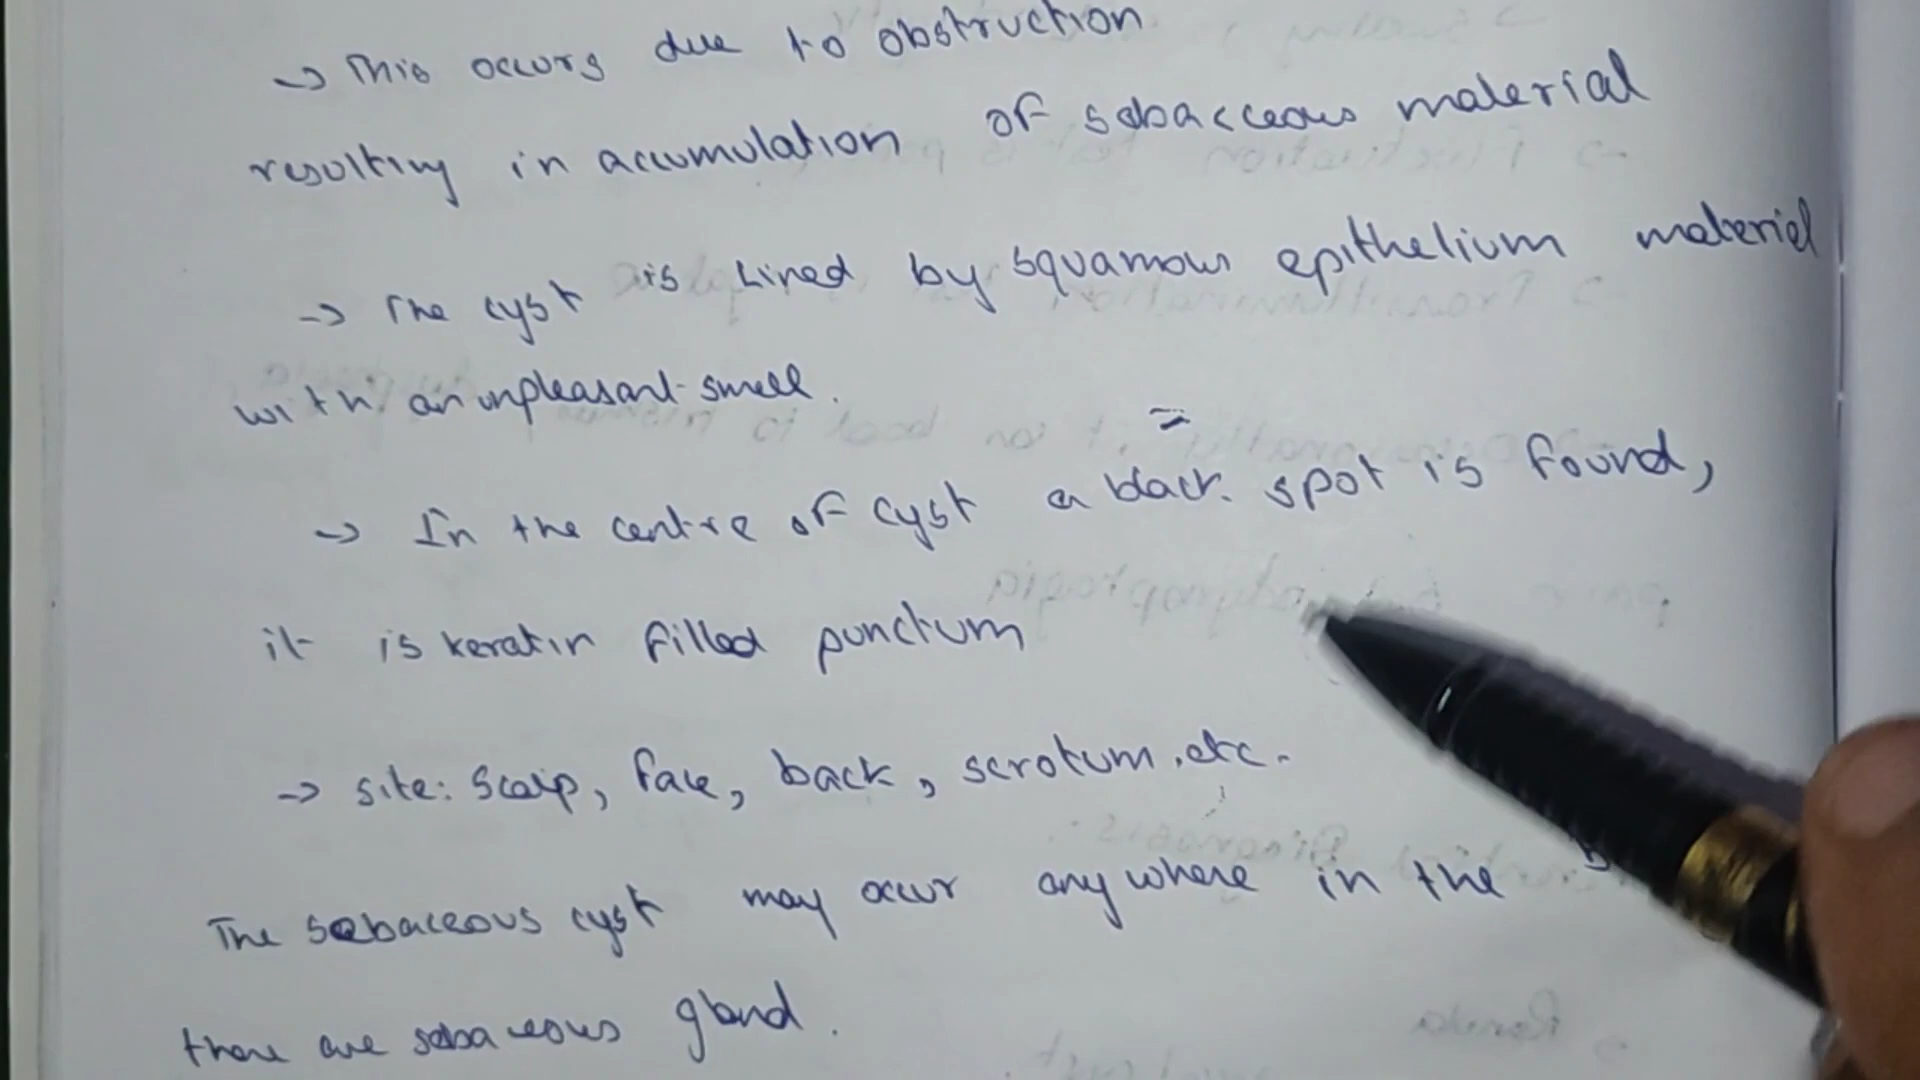 → This occurs due to obstruction
resulting in accumulation of sebacceous material
→ The cyst is Lined by squamous epithelium material
with an unpleasant smell.
→ In the centre of cyst a black spot is found,
it is keratin filled punctum
→ site: Scalp, face, back, scrotum, etc.
The sebaceous cyst may occur anywhere in the
there are sebaceous gland.